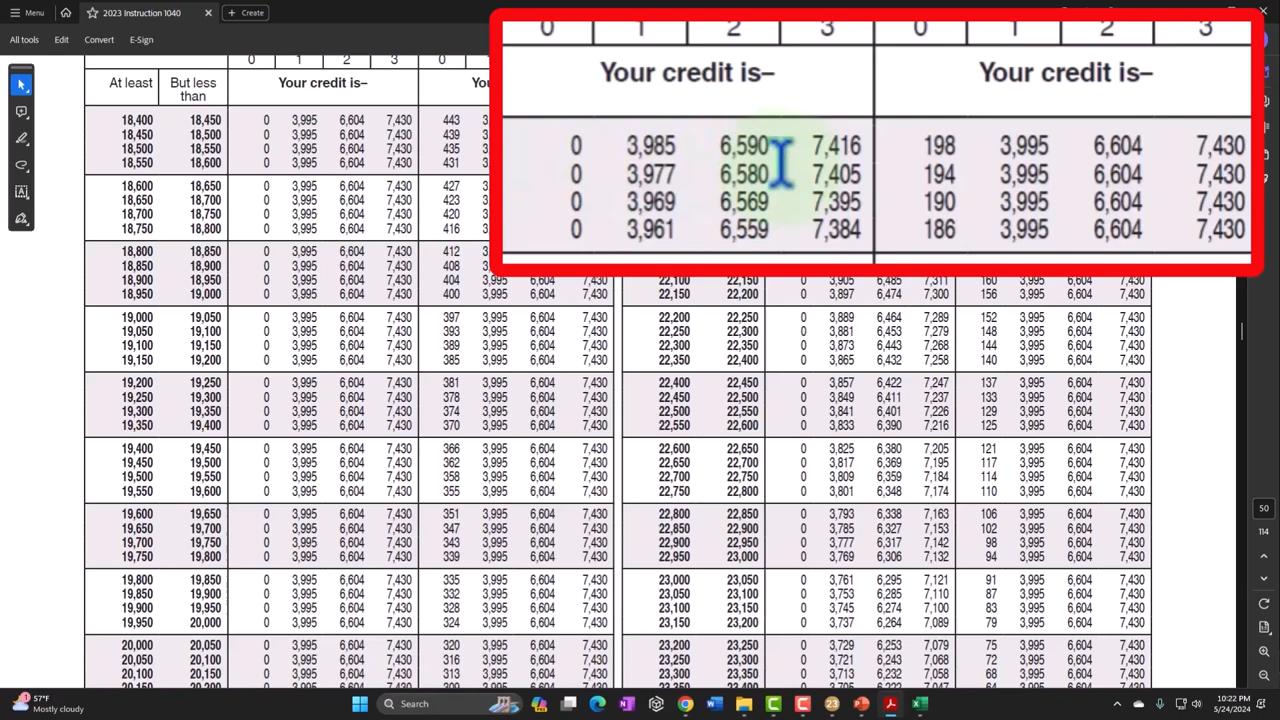 Menu
2023 Instruction 1040
Create
All tools Edit Convert E-Sign
0 1 2 3 0
At least But less than Your credit is–
18,400 18,450 0 3,995 6,604 7,430 443
18,450 18,500 0 3,995 6,604 7,430 439
18,500 18,550 0 3,995 6,604 7,430 435
18,550 18,600 0 3,995 6,604 7,430 431
18,600 18,650 0 3,995 6,604 7,430 427
18,650 18,700 0 3,995 6,604 7,430 423
18,700 18,750 0 3,995 6,604 7,430 420
18,750 18,800 0 3,995 6,604 7,430 416
18,800 18,850 0 3,995 6,604 7,430 412
18,850 18,900 0 3,995 6,604 7,430 408
0 1 2 3 0 1 2 3
Your credit is– Your credit is–
0 3,985 6,590 7,416 198 3,995 6,604 7,430
0 3,977 6,580 7,405 194 3,995 6,604 7,430
0 3,969 6,569 7,395 190 3,995 6,604 7,430
0 3,961 6,559 7,384 186 3,995 6,604 7,430
18,900 18,950 0 3,995 6,604 7,430 404 3,995 6,604 7,430 22,100 22,150 0 3,905 6,485 7,311 160 3,995 6,604 7,430
18,950 19,000 0 3,995 6,604 7,430 400 3,995 6,604 7,430 22,150 22,200 0 3,897 6,474 7,300 156 3,995 6,604 7,430
19,000 19,050 0 3,995 6,604 7,430 397 3,995 6,604 7,430 22,200 22,250 0 3,889 6,464 7,289 152 3,995 6,604 7,430
19,050 19,100 0 3,995 6,604 7,430 393 3,995 6,604 7,430 22,250 22,300 0 3,881 6,453 7,279 148 3,995 6,604 7,430
19,100 19,150 0 3,995 6,604 7,430 389 3,995 6,604 7,430 22,300 22,350 0 3,873 6,443 7,268 144 3,995 6,604 7,430
19,150 19,200 0 3,995 6,604 7,430 385 3,995 6,604 7,430 22,350 22,400 0 3,865 6,432 7,258 140 3,995 6,604 7,430
19,200 19,250 0 3,995 6,604 7,430 381 3,995 6,604 7,430 22,400 22,450 0 3,857 6,422 7,247 137 3,995 6,604 7,430
19,250 19,300 0 3,995 6,604 7,430 378 3,995 6,604 7,430 22,450 22,500 0 3,849 6,411 7,237 133 3,995 6,604 7,430
19,300 19,350 0 3,995 6,604 7,430 374 3,995 6,604 7,430 22,500 22,550 0 3,841 6,401 7,226 129 3,995 6,604 7,430
19,350 19,400 0 3,995 6,604 7,430 370 3,995 6,604 7,430 22,550 22,600 0 3,833 6,390 7,216 125 3,995 6,604 7,430
19,400 19,450 0 3,995 6,604 7,430 366 3,995 6,604 7,430 22,600 22,650 0 3,825 6,380 7,205 121 3,995 6,604 7,430
19,450 19,500 0 3,995 6,604 7,430 362 3,995 6,604 7,430 22,650 22,700 0 3,817 6,369 7,195 117 3,995 6,604 7,430
19,500 19,550 0 3,995 6,604 7,430 358 3,995 6,604 7,430 22,700 22,750 0 3,809 6,359 7,184 114 3,995 6,604 7,430
19,550 19,600 0 3,995 6,604 7,430 355 3,995 6,604 7,430 22,750 22,800 0 3,801 6,348 7,174 110 3,995 6,604 7,430
19,600 19,650 0 3,995 6,604 7,430 351 3,995 6,604 7,430 22,800 22,850 0 3,793 6,338 7,163 106 3,995 6,604 7,430
19,650 19,700 0 3,995 6,604 7,430 347 3,995 6,604 7,430 22,850 22,900 0 3,785 6,327 7,153 102 3,995 6,604 7,430
19,700 19,750 0 3,995 6,604 7,430 343 3,995 6,604 7,430 22,900 22,950 0 3,777 6,317 7,142 98 3,995 6,604 7,430
19,750 19,800 0 3,995 6,604 7,430 339 3,995 6,604 7,430 22,950 23,000 0 3,769 6,306 7,132 94 3,995 6,604 7,430
19,800 19,850 0 3,995 6,604 7,430 335 3,995 6,604 7,430 23,000 23,050 0 3,761 6,295 7,121 91 3,995 6,604 7,430
19,850 19,900 0 3,995 6,604 7,430 332 3,995 6,604 7,430 23,050 23,100 0 3,753 6,285 7,110 87 3,995 6,604 7,430
19,900 19,950 0 3,995 6,604 7,430 328 3,995 6,604 7,430 23,100 23,150 0 3,745 6,274 7,100 83 3,995 6,604 7,430
19,950 20,000 0 3,995 6,604 7,430 324 3,995 6,604 7,430 23,150 23,200 0 3,737 6,264 7,089 79 3,995 6,604 7,430
20,000 20,050 0 3,995 6,604 7,430 320 3,995 6,604 7,430 23,200 23,250 0 3,729 6,253 7,079 75 3,995 6,604 7,430
20,050 20,100 0 3,995 6,604 7,430 316 3,995 6,604 7,430 23,250 23,300 0 3,721 6,243 7,068 72 3,995 6,604 7,430
20,100 20,150 0 3,995 6,604 7,430 313 3,995 6,604 7,430 23,300 23,350 0 3,713 6,232 7,058 68 3,995 6,604 7,430
50
114
57°F
Mostly cloudy
Search
10:22 PM
5/24/2024